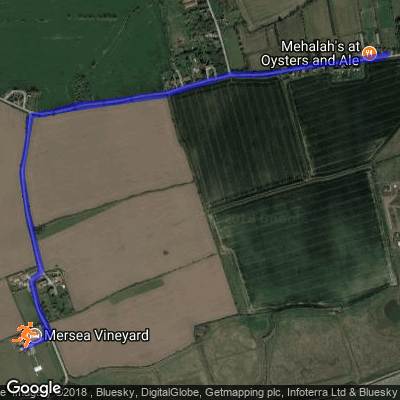 Mehalah's at
Oysters and Ale
Mersea Vineyard
Google
©2018 , Bluesky, DigitalGlobe, Getmapping plc, Infoterra Ltd & Bluesky